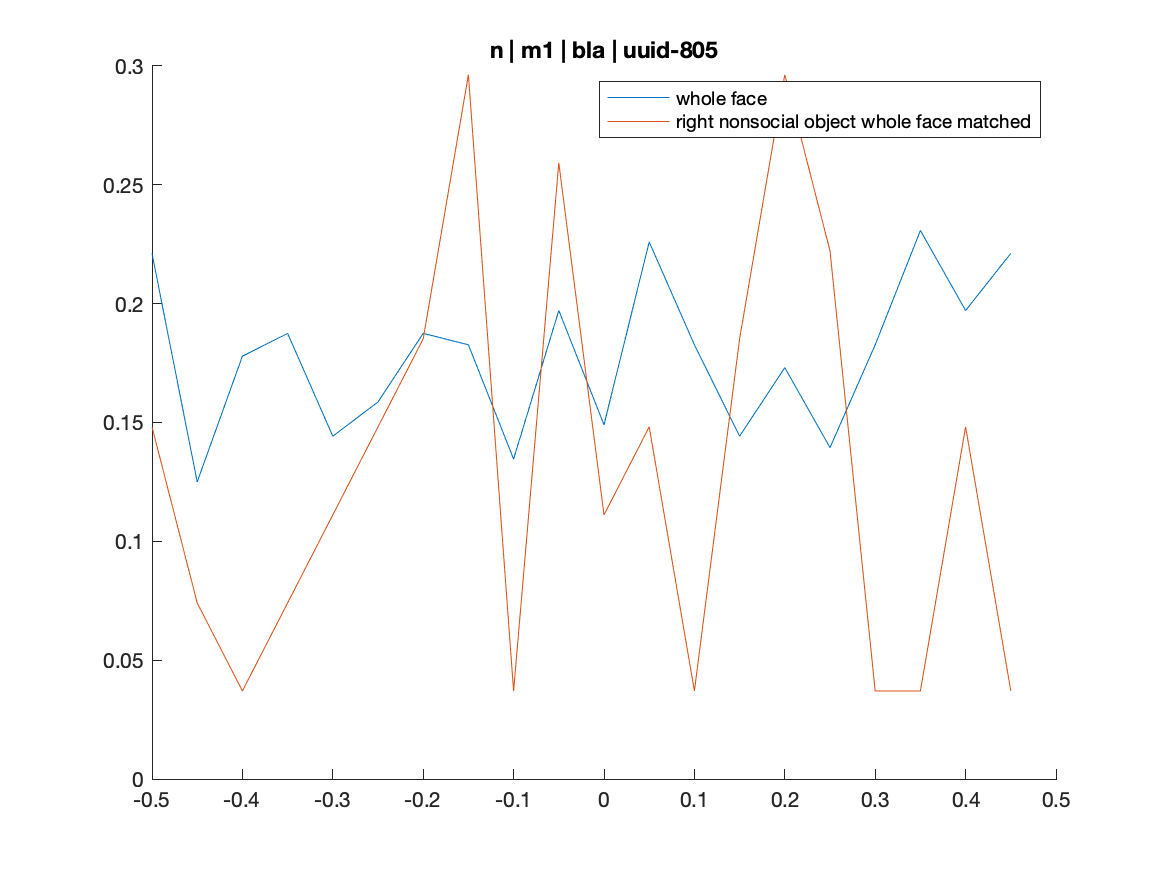 n | m1 | bla | uuid-805
whole face
right nonsocial object whole face matched
0.3
0.25
0.2
0.15
0.1
0.05
0
-0.5 -0.4 -0.3 -0.2 -0.1 0 0.1 0.2 0.3 0.4 0.5